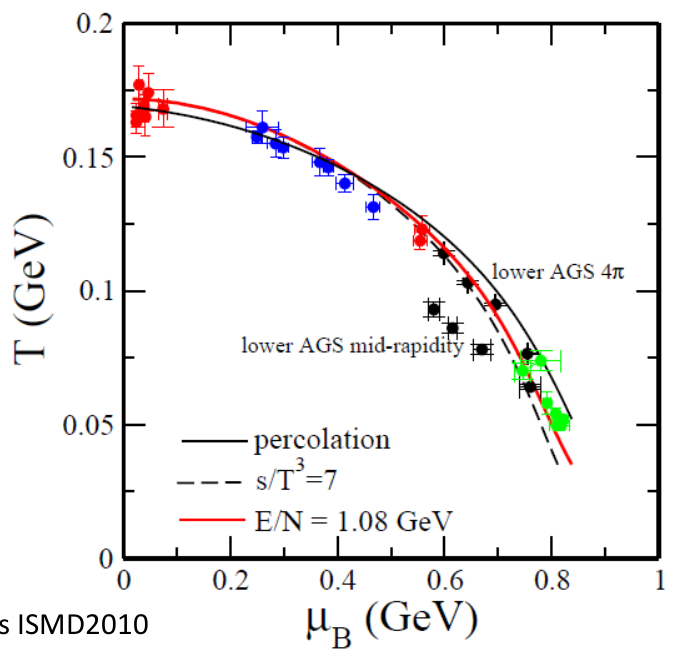 0.2
0.15
0.1
0.05
0
T (GeV)
lower AGS 4π
lower AGS mid-rapidity
percolation
s/T³=7
E/N = 1.08 GeV
0 0.2 0.4 0.6 0.8 1
μ_B (GeV)
s ISMD2010